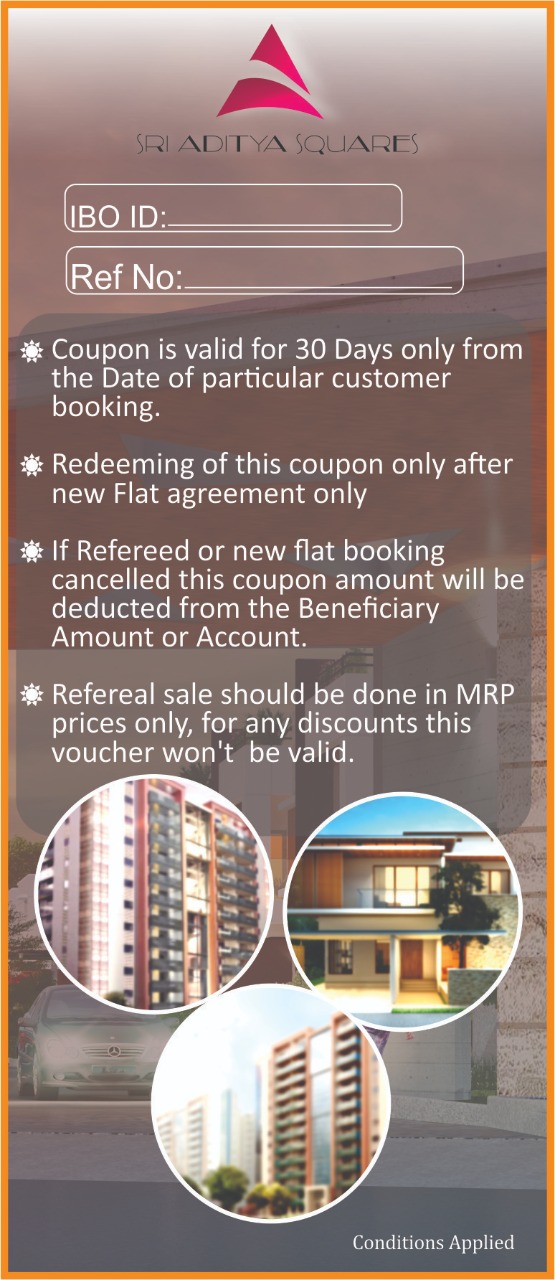 SRI ADITYA SQUARES
IBO ID:
Ref No:
Coupon is valid for 30 Days only from
the Date of particular customer
booking.
Redeeming of this coupon only after
new Flat agreement only
If Refereed or new flat booking
cancelled this coupon amount will be
deducted from the Beneficiary
Amount or Account.
Refereal sale should be done in MRP
prices only, for any discounts this
voucher won't  be valid.
Conditions Applied